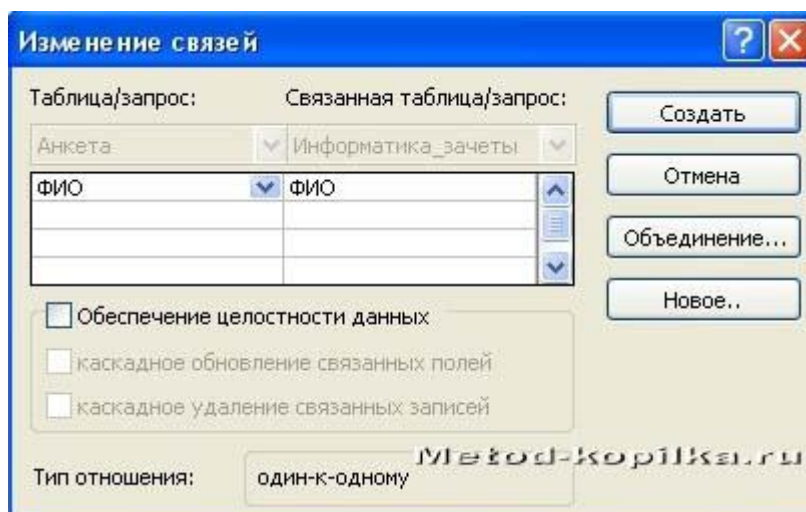 Изменение связей
Таблица/запрос: Связанная таблица/запрос:
Создать
Анкета Информатика_зачеты
ФИО ФИО
Отмена
Объединение...
Новое..
Обеспечение целостности данных
каскадное обновление связанных полей
каскадное удаление связанных записей
Metod-kopilka.ru
Тип отношения: один-к-одному